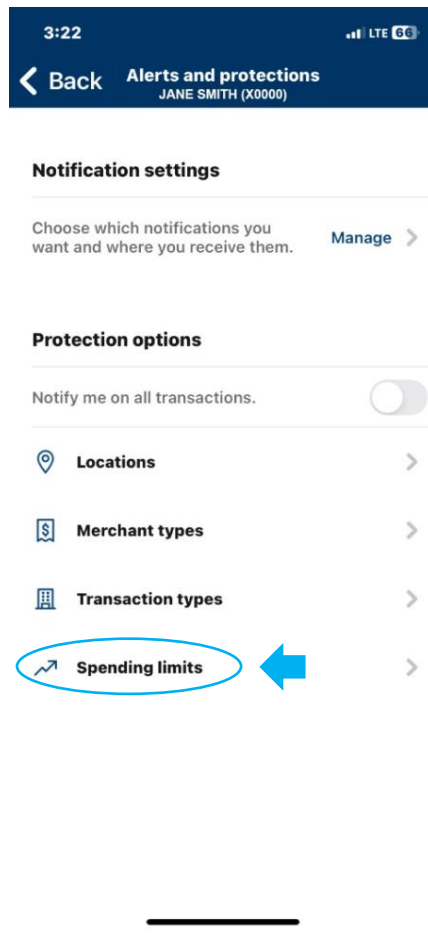 3:22
LTE 66
Back
Alerts and protections
JANE SMITH (X0000)
Notification settings
Choose which notifications you
want and where you receive them.
Manage
Protection options
Notify me on all transactions.
Locations
$
Merchant types
Transaction types
Spending limits